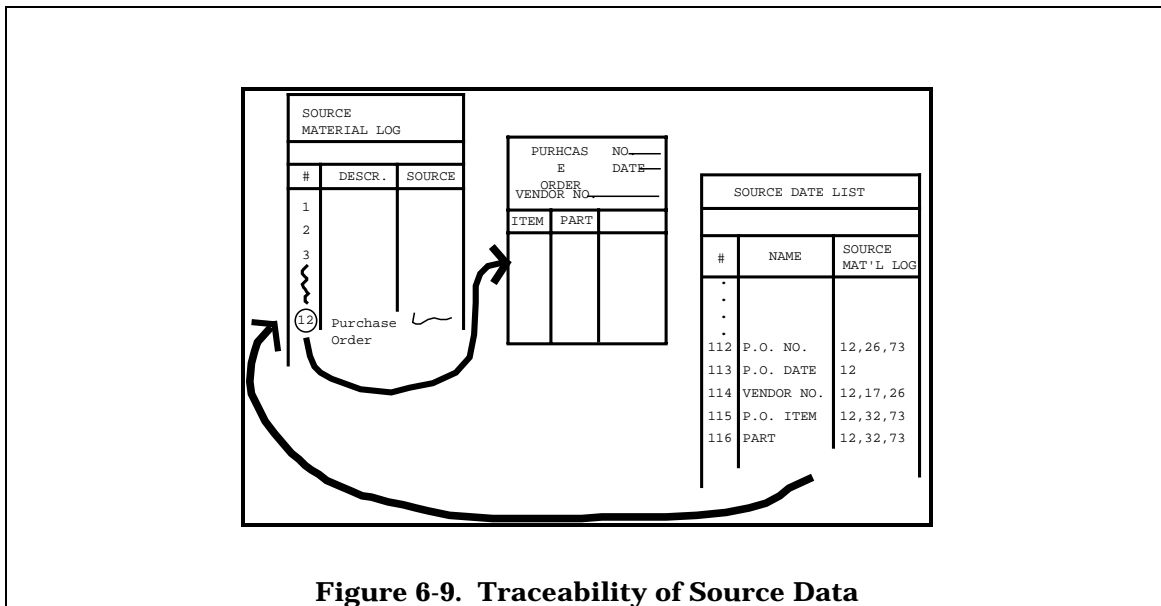 SOURCE
MATERIAL LOG
# DESCR. SOURCE
1
2
3
12 Purchase
Order
PURHCAS NO.
E DATE
ORDER
VENDOR NO.
ITEM PART
SOURCE DATE LIST
# NAME SOURCE
MAT'L LOG
112 P.O. NO. 12,26,73
113 P.O. DATE 12
114 VENDOR NO. 12,17,26
115 P.O. ITEM 12,32,73
116 PART 12,32,73
Figure 6-9. Traceability of Source Data